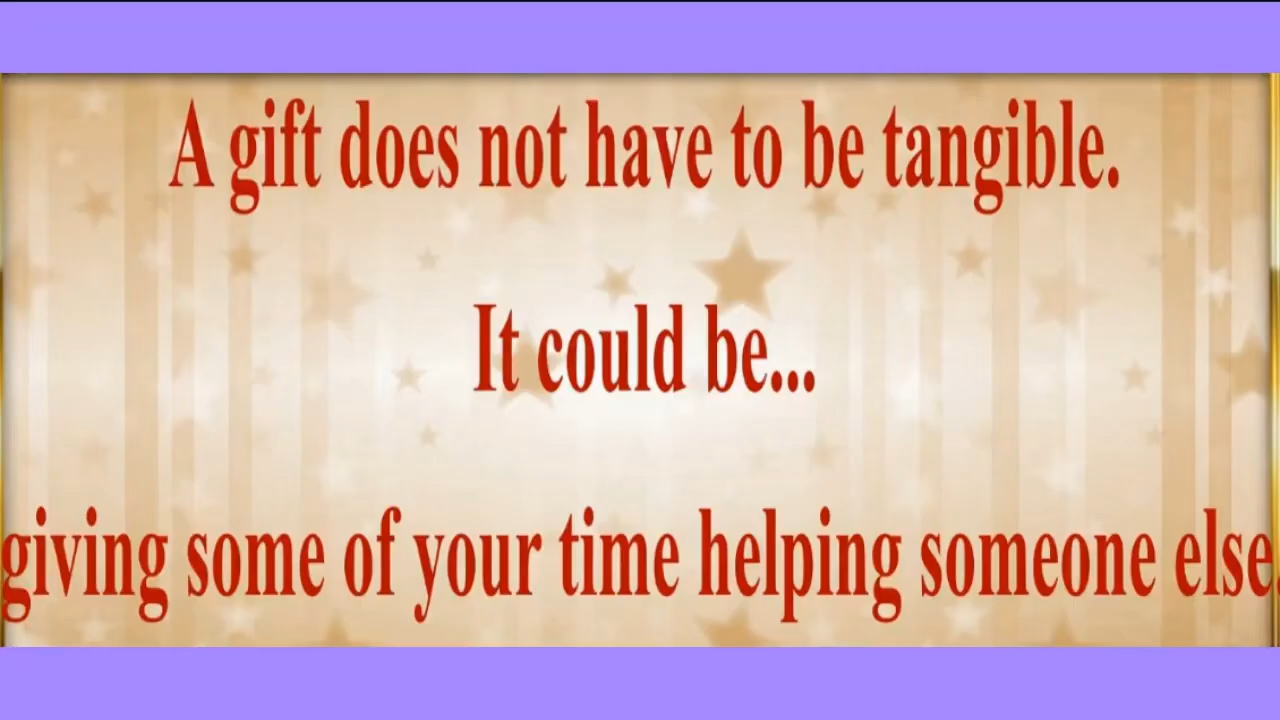 A gift does not have to be tangible.
It could be...
giving some of your time helping someone else.